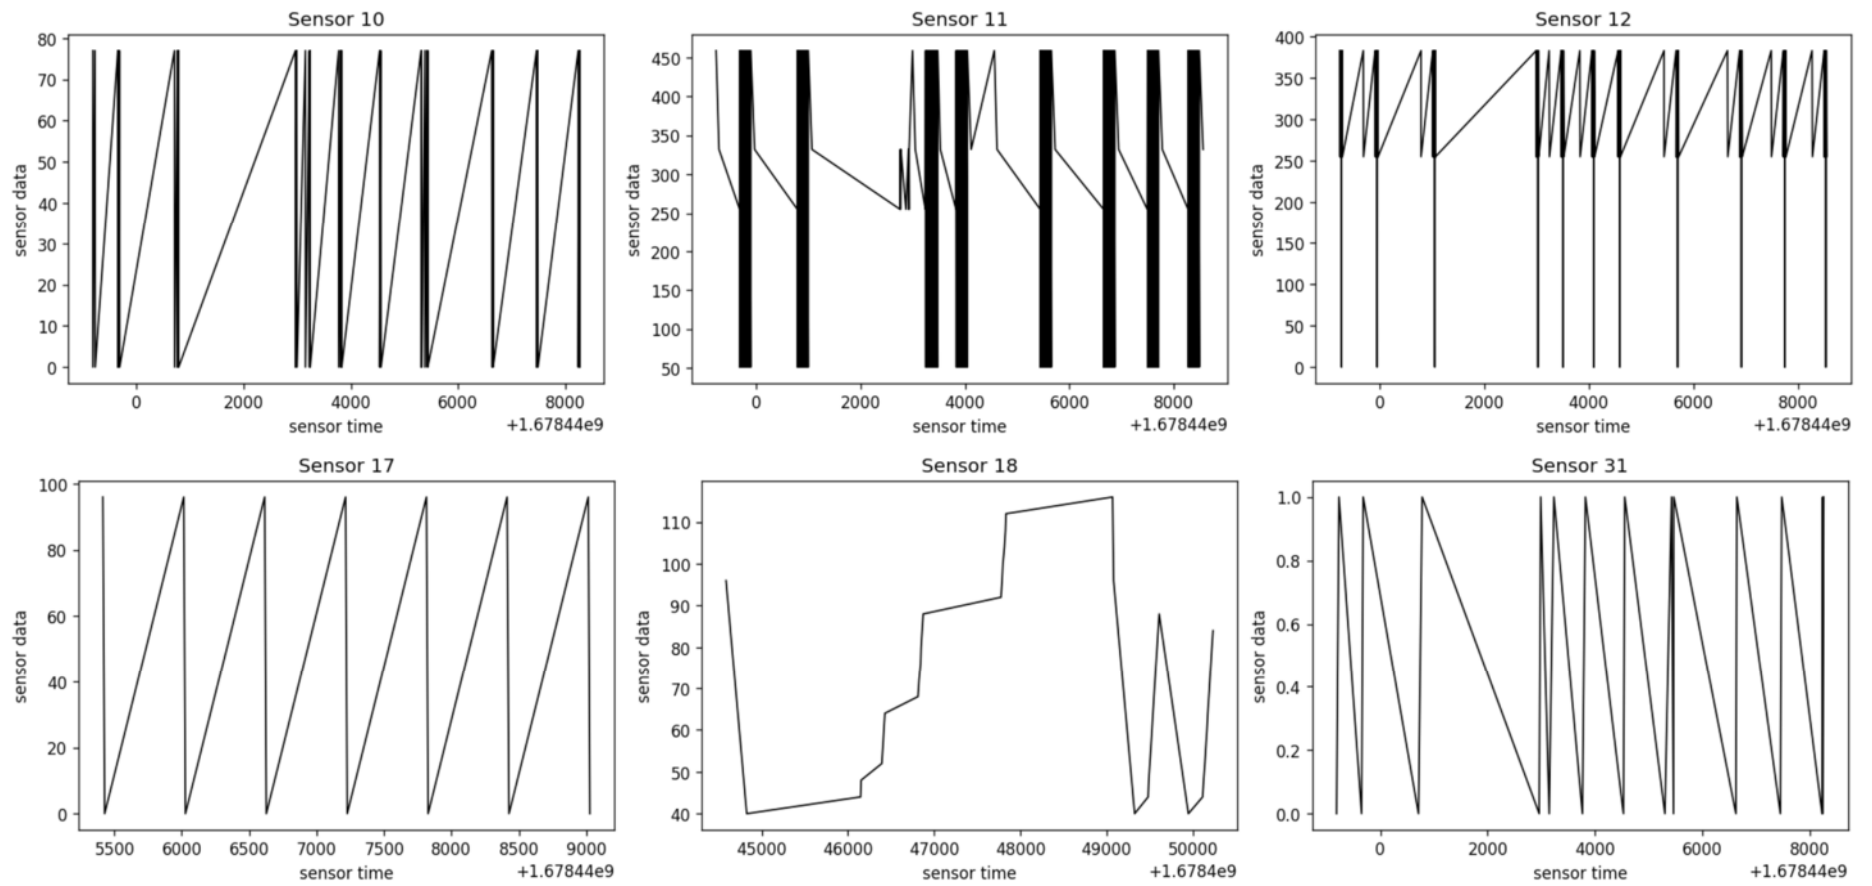 Sensor 10
80
70
60
50
40
30
20
10
0
sensor data
0 2000 4000 6000 8000
sensor time
+1.67844e9
Sensor 11
450
400
350
300
250
200
150
100
50
sensor data
0 2000 4000 6000 8000
sensor time
+1.67844e9
Sensor 12
400
350
300
250
200
150
100
50
0
sensor data
0 2000 4000 6000 8000
sensor time
+1.67844e9
Sensor 17
100
80
60
40
20
0
sensor data
5500 6000 6500 7000 7500 8000 8500 9000
sensor time
+1.67844e9
Sensor 18
110
100
90
80
70
60
50
40
sensor data
45000 46000 47000 48000 49000 50000
sensor time
+1.6784e9
Sensor 31
1.0
0.8
0.6
0.4
0.2
0.0
sensor data
0 2000 4000 6000 8000
sensor time
+1.67844e9